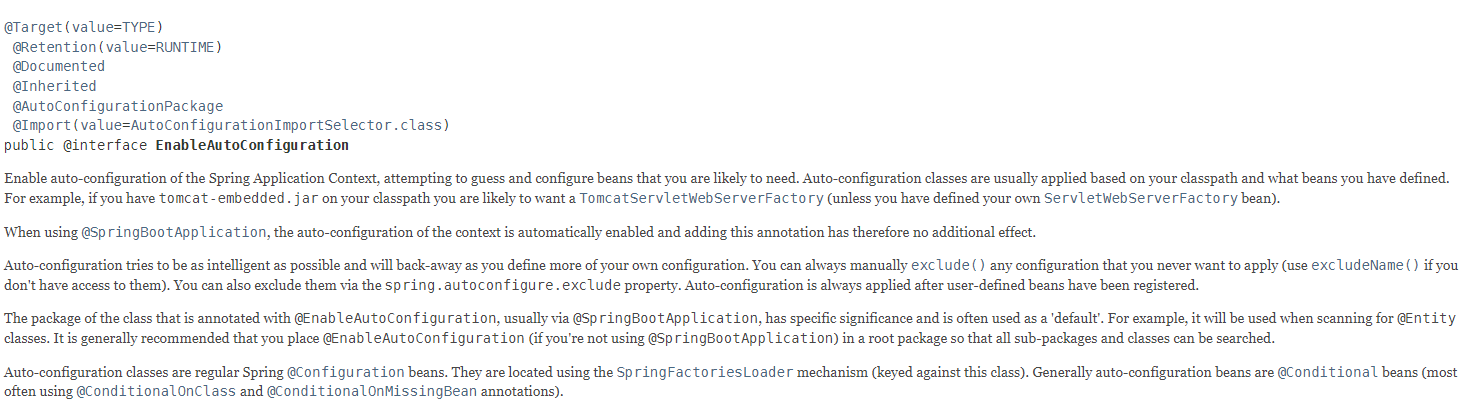 @Target(value=TYPE)
@Retention(value=RUNTIME)
@Documented
@Inherited
@AutoConfigurationPackage
@Import(value=AutoConfigurationImportSelector.class)
public @interface EnableAutoConfiguration
Enable auto-configuration of the Spring Application Context, attempting to guess and configure beans that you are likely to need. Auto-configuration classes are usually applied based on your classpath and what beans you have defined.
For example, if you have tomcat-embedded.jar on your classpath you are likely to want a TomcatServletWebServerFactory (unless you have defined your own ServletWebServerFactory bean).
When using @SpringBootApplication, the auto-configuration of the context is automatically enabled and adding this annotation has therefore no additional effect.
Auto-configuration tries to be as intelligent as possible and will back-away as you define more of your own configuration. You can always manually exclude() any configuration that you never want to apply (use excludeName() if you
don't have access to them). You can also exclude them via the spring.autoconfigure.exclude property. Auto-configuration is always applied after user-defined beans have been registered.
The package of the class that is annotated with @EnableAutoConfiguration, usually via @SpringBootApplication, has specific significance and is often used as a 'default'. For example, it will be used when scanning for @Entity
classes. It is generally recommended that you place @EnableAutoConfiguration (if you're not using @SpringBootApplication) in a root package so that all sub-packages and classes can be searched.
Auto-configuration classes are regular Spring @Configuration beans. They are located using the SpringFactoriesLoader mechanism (keyed against this class). Generally auto-configuration beans are @Conditional beans (most
often using @ConditionalOnClass and @ConditionalOnMissingBean annotations).